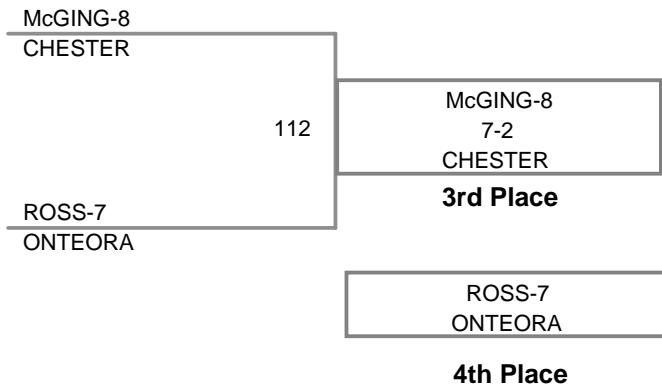 McGING-8
CHESTER
112
McGING-8
7-2
CHESTER
3rd Place
ROSS-7
ONTEORA
ROSS-7
ONTEORA
4th Place